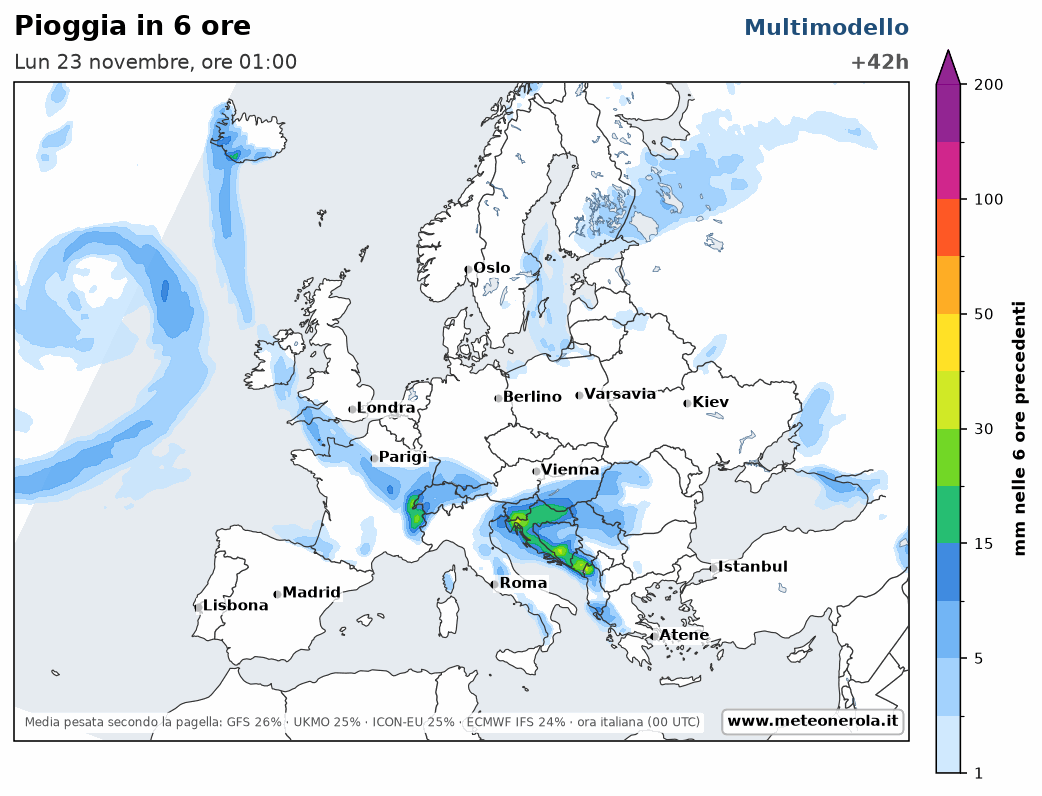 Pioggia in 6 ore
Multimodello
Lun 23 novembre, ore 01:00
+42h
200
100
50
30
15
5
1
mm nelle 6 ore precedenti
Oslo
Londra
Berlino
Varsavia
Kiev
Parigi
Vienna
Istanbul
Roma
Madrid
Lisbona
Atene
Media pesata secondo la pagella: GFS 26% · UKMO 25% · ICON-EU 25% · ECMWF IFS 24% · ora italiana (00 UTC)
www.meteonerola.it